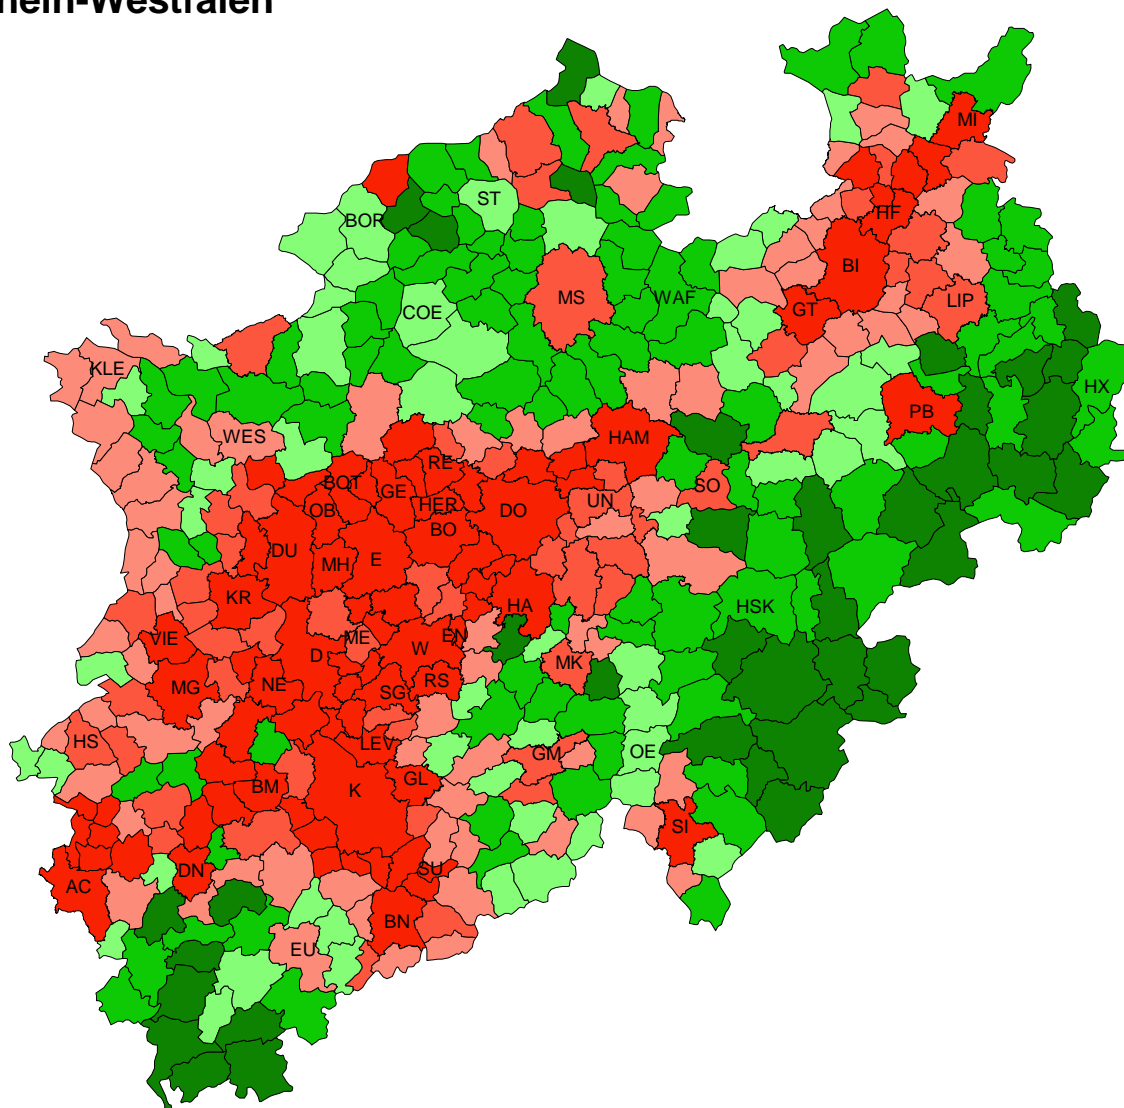 hein-Westfalen
MI
ST
BOR
HF
BI
MS
WAF
LIP
GT
COE
KLE
HX
PB
WES
HAM
RE
BOT
GE
SO
HER
UN
OB
DO
BO
DU
E
MH
KR
HA
HSK
VIE
ME
EN
W
D
MK
RS
MG
NE
SG
HS
LEV
GM
OE
GL
BM
K
SI
SU
DN
AC
BN
EU